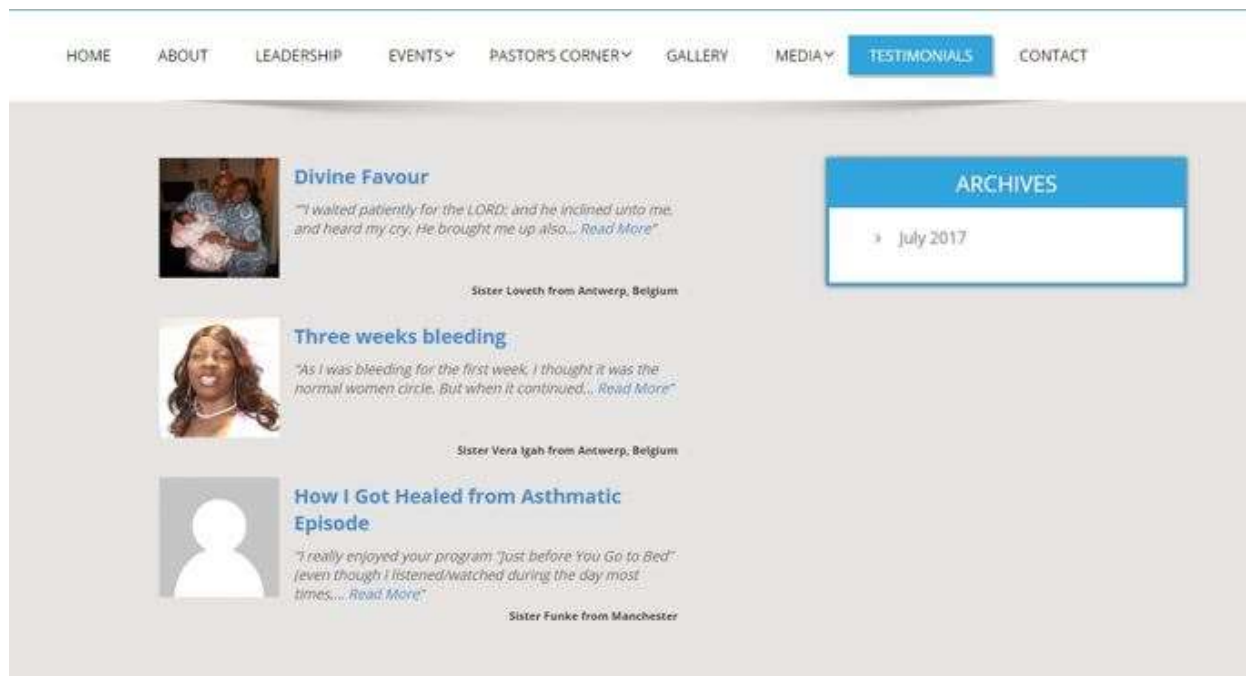 HOME ABOUT LEADERSHIP EVENTS PASTOR'S CORNER GALLERY MEDIA TESTIMONIALS CONTACT
Divine Favour
""I waited patiently for the LORD; and he inclined unto me,
and heard my cry. He brought me up also... Read More"
Sister Loveth from Antwerp, Belgium
Three weeks bleeding
"As I was bleeding for the first week, I thought it was the
normal women circle. But when it continued... Read More"
Sister Vera Igah from Antwerp, Belgium
How I Got Healed from Asthmatic
Episode
"I really enjoyed your program "Just before You Go to Bed"
(even though I listened/watched during the day most
times.... Read More"
Sister Funke from Manchester
ARCHIVES
July 2017